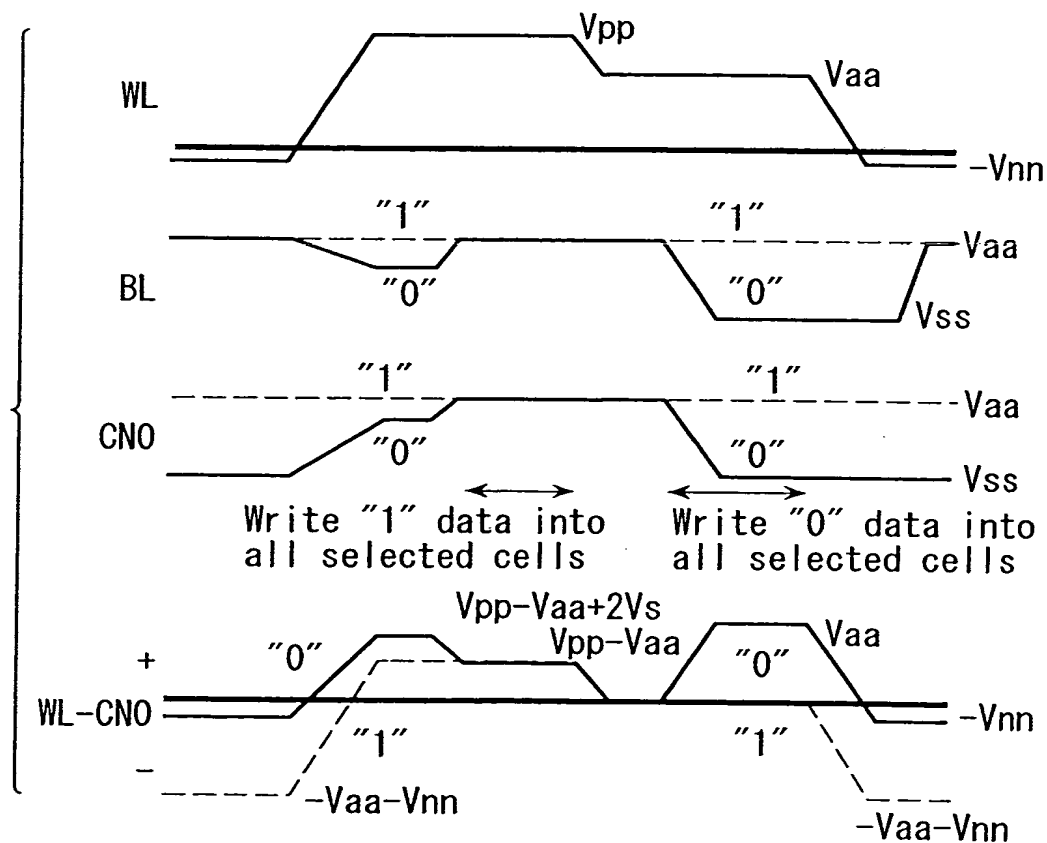 Vpp
WL
Vaa
-Vnn
"1" "1"
Vaa
BL
"0" "0"
Vss
"1" "1"
Vaa
CNO
"0" "0"
Vss
Write "1" data into
all selected cells
Write "0" data into
all selected cells
Vpp-Vaa+2Vs
"0" Vpp-Vaa "0" Vaa
+
WL-CNO
-Vnn
"1" "1"
-
-Vaa-Vnn
-Vaa-Vnn